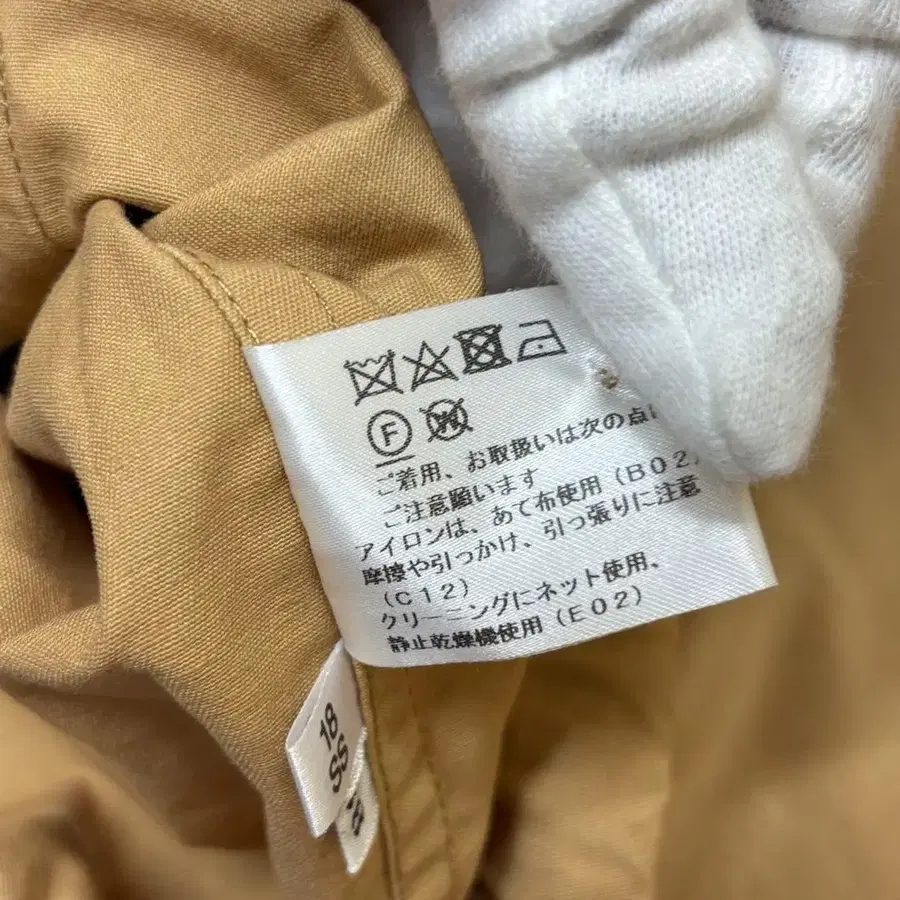 F W
ご着用、お取扱いは次の点に
ご注意願います
アイロンは、あて布使用(B02)
摩擦や引っかけ、引っ張りに注意
(C12)
クリーニングにネット使用、
静止乾燥機使用(E02)
18
SS